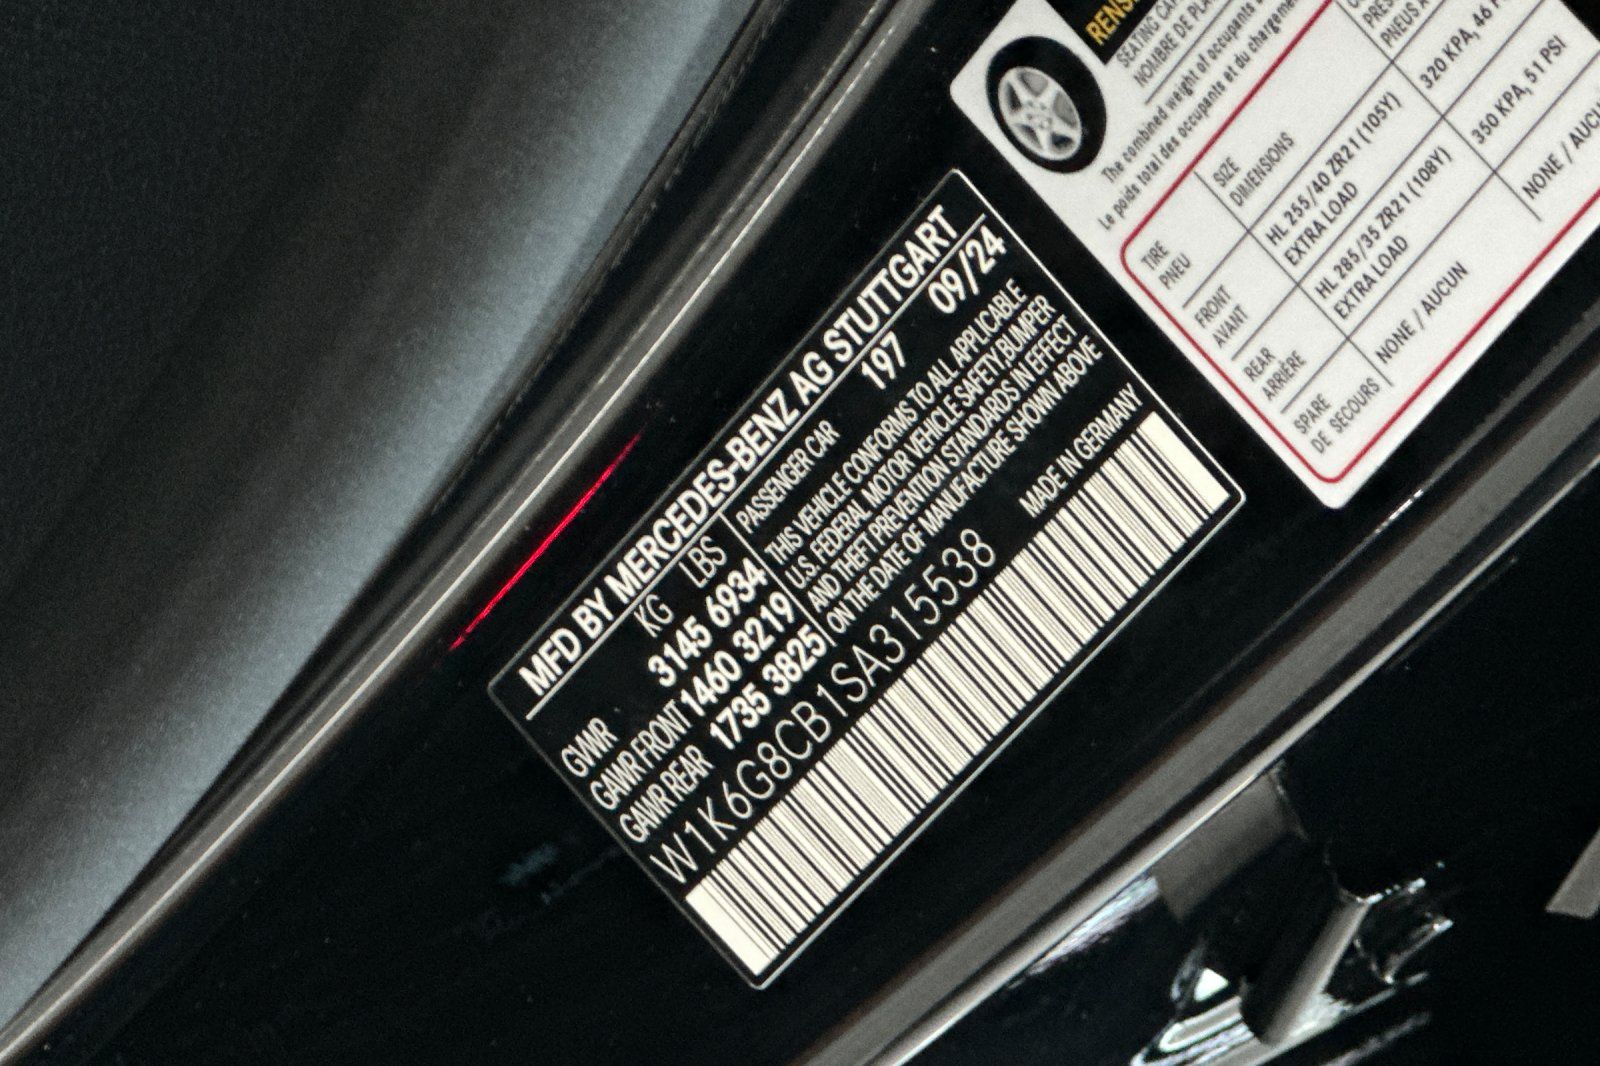 MFD BY MERCEDES-BENZ AG STUTTGART
KG LBS
197 09/24
GVWR 3145 6934
GAWR FRONT 1460 3219
GAWR REAR 1735 3825
PASSENGER CAR
THIS VEHICLE CONFORMS TO ALL APPLICABLE
U.S. FEDERAL MOTOR VEHICLE SAFETY,BUMPER
AND THEFT PREVENTION STANDARDS IN EFFECT
ON THE DATE OF MANUFACTURE SHOWN ABOVE
W1K6G8CB1SA315538
MADE IN GERMANY
SEATING
NOMBRE DE
The combined weight of occupants
Le poids total des occupants et du chargement
TIRE
PNEU
SIZE
DIMENSIONS
PNEUS À
FRONT
AVANT
HL 255/40 ZR21 (105Y)
EXTRA LOAD
320 KPA, 46
REAR
ARRIÈRE
HL 285/35 ZR21 (108Y)
EXTRA LOAD
350 KPA, 51 PSI
SPARE
DE SECOURS
NONE / AUCUN
NONE /